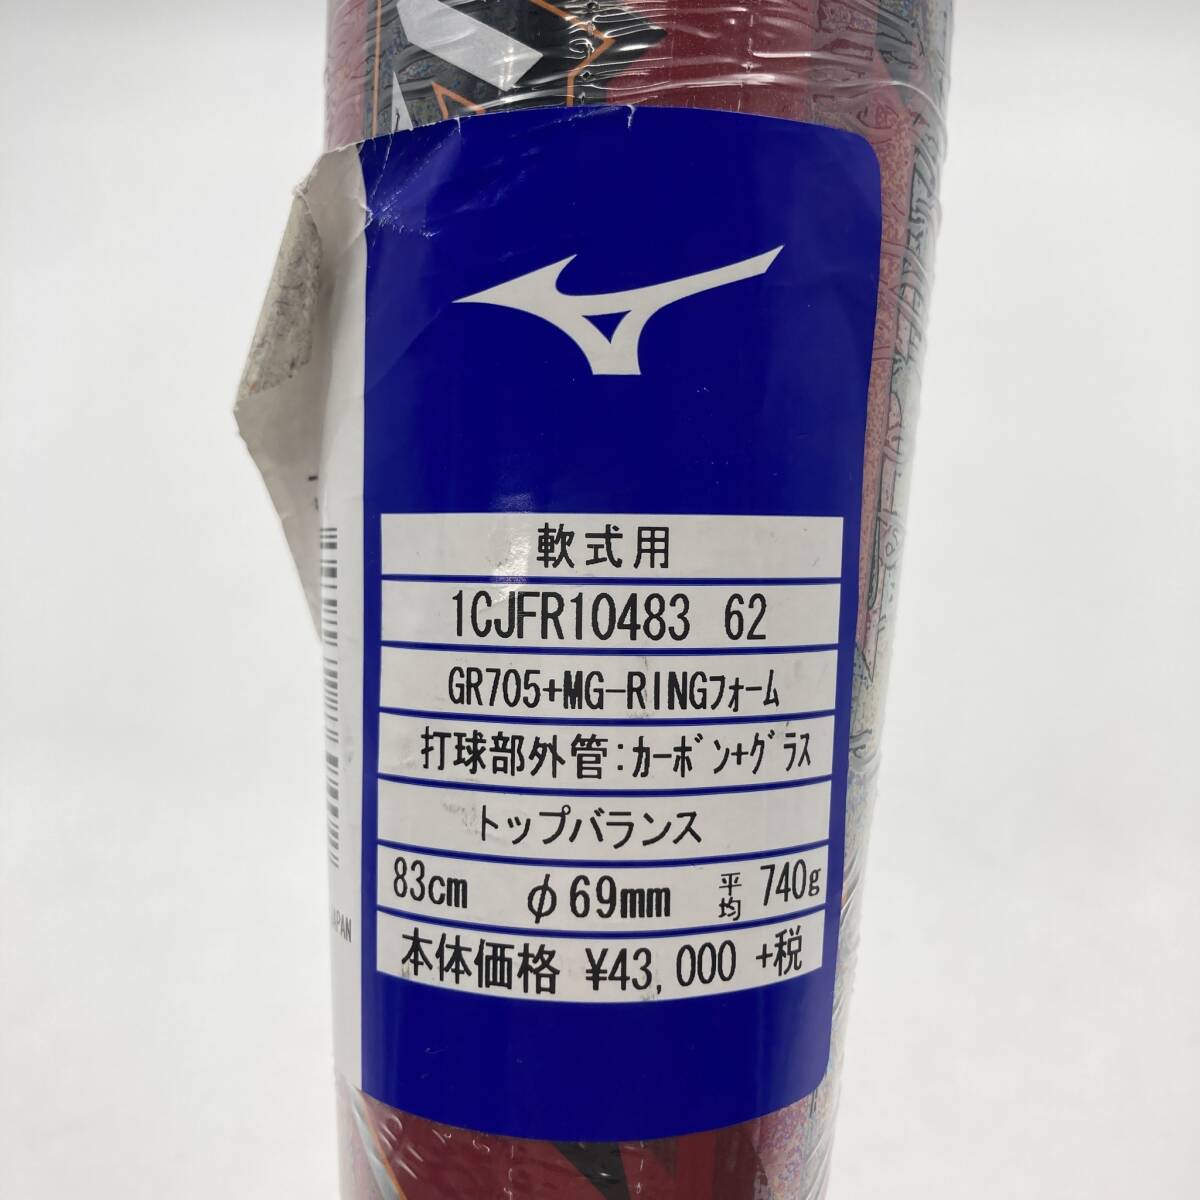 軟式用
1CJFR10483 62
GR705+MG-RINGフォーム
打球部外管:カーボン+グラス
トップバランス
83cm φ69mm 平均 740g
本体価格 ¥43,000 +税
JAPAN